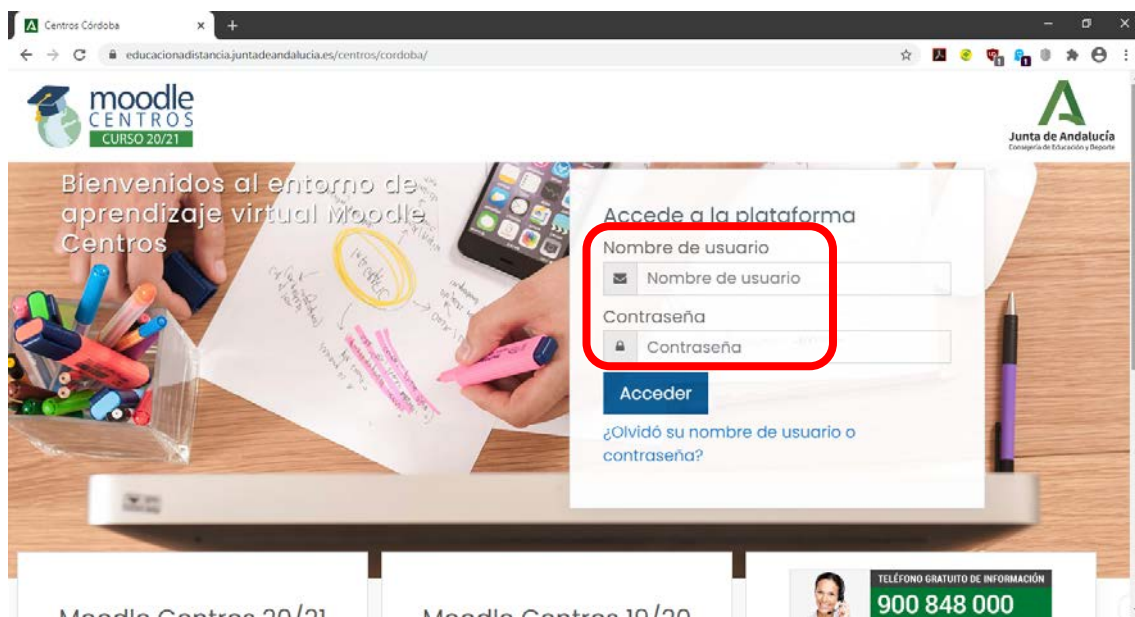 Centros Córdoba
educacionadistancia.juntadeandalucia.es/centros/cordoba/
moodle
CENTROS
CURSO 20/21
Junta de Andalucía
Consejería de Educación y Deporte
Bienvenidos al entorno de
aprendizaje virtual Moodle
Centros
Accede a la plataforma
Nombre de usuario
Nombre de usuario
Contraseña
Contraseña
Acceder
¿Olvidó su nombre de usuario o
contraseña?
Moodle Centros 20/21
Moodle Centros 19/20
TELÉFONO GRATUITO DE INFORMACIÓN
900 848 000